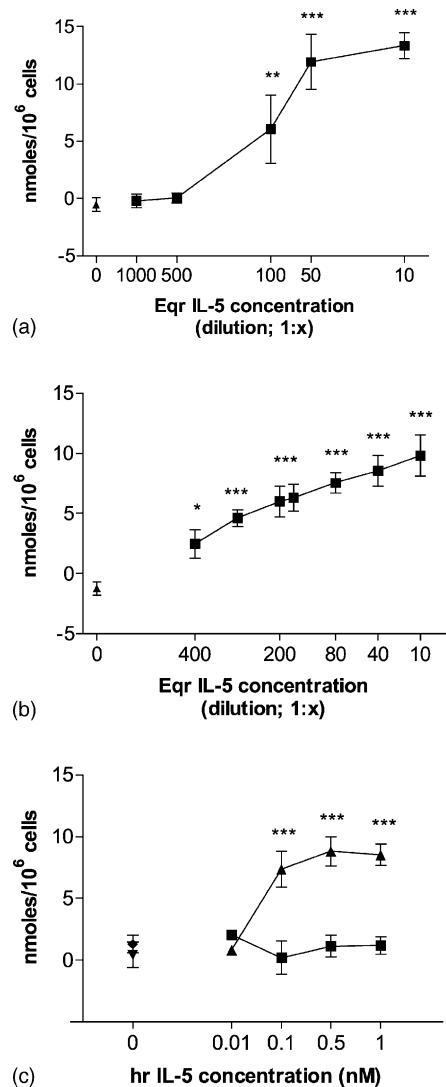 15
10
5
0
-5
nmoles/10⁶ cells
**
***
***
0 1000 500 100 50 10
Eqr IL-5 concentration
(dilution; 1:x)
(a)
15
10
5
0
-5
nmoles/10⁶ cells
*
***
***
***
***
***
0 400 200 80 40 10
Eqr IL-5 concentration
(dilution; 1:x)
(b)
15
10
5
0
nmoles/10⁶ cells
***
***
***
0 0.01 0.1 0.5 1
(c) hr IL-5 concentration (nM)